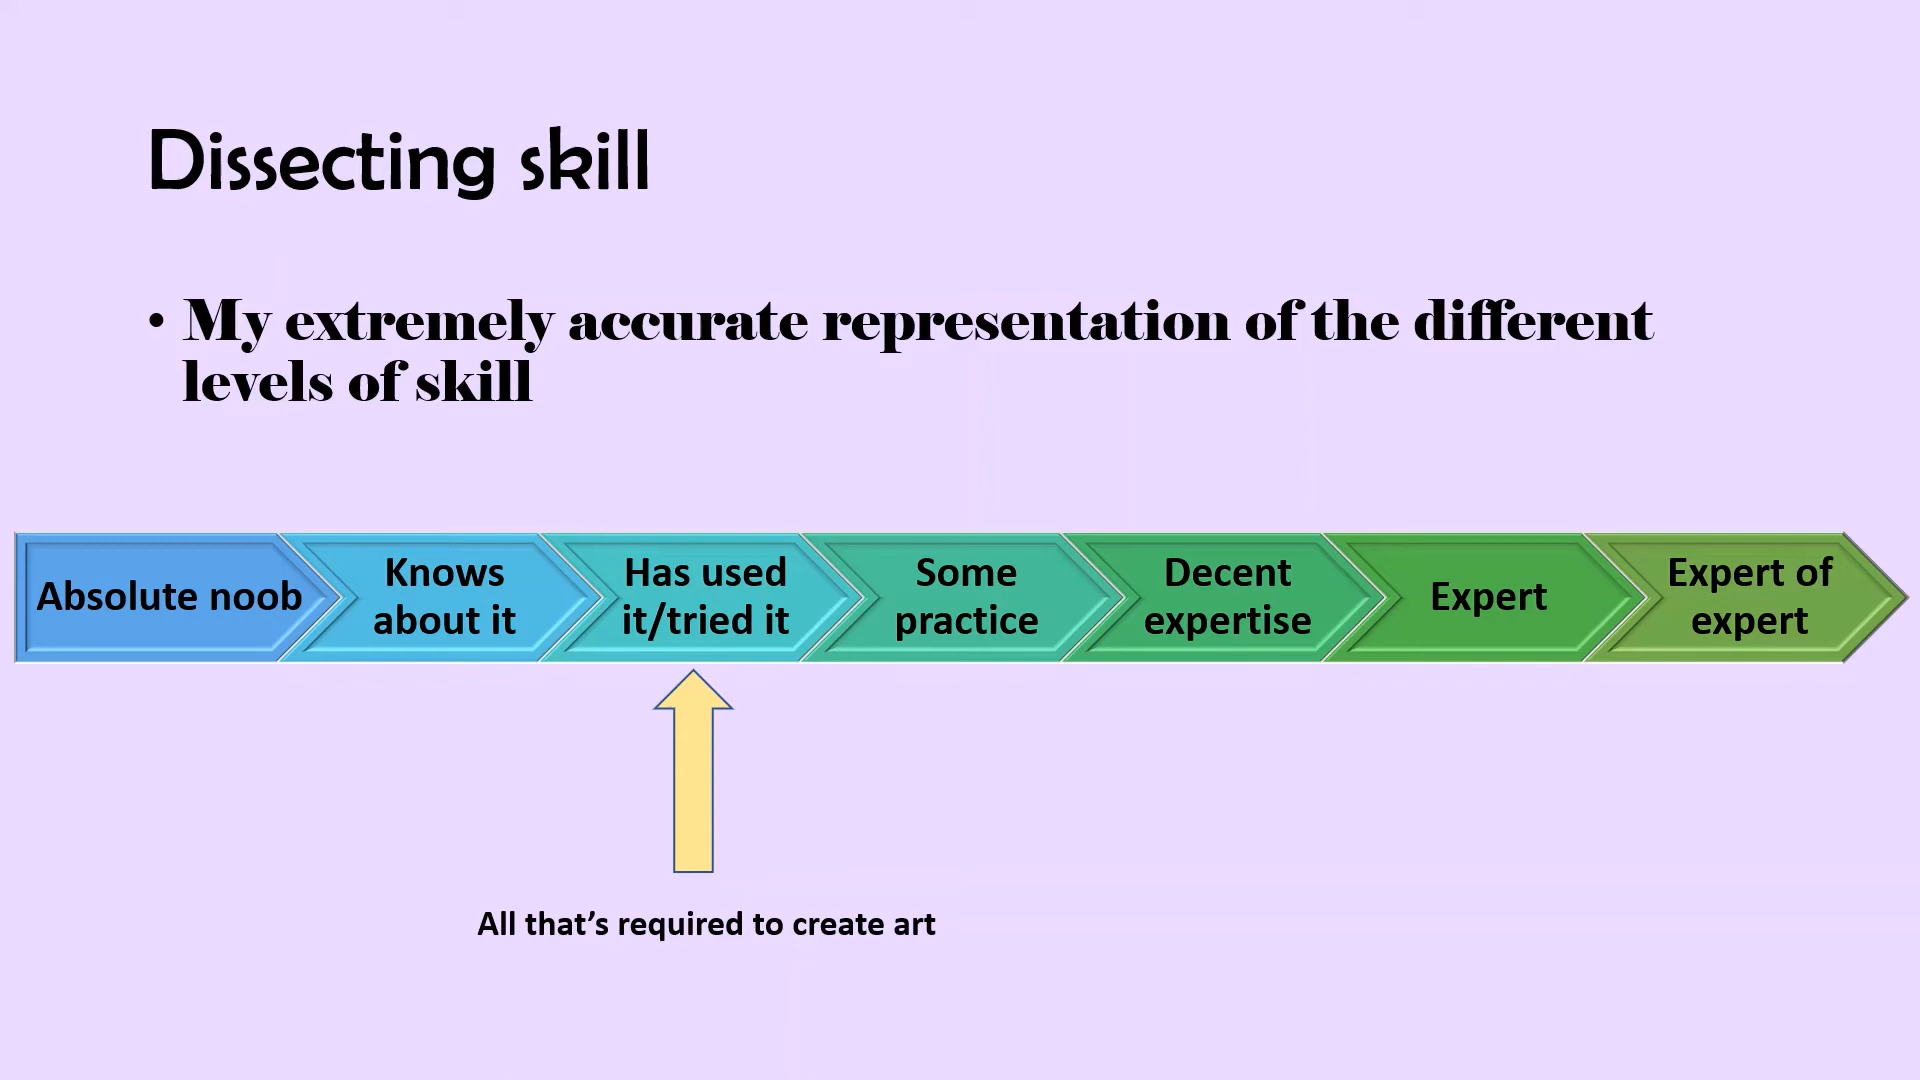 Dissecting skill
• My extremely accurate representation of the different
levels of skill
Absolute noob
Knows
about it
Has used
it/tried it
Some
practice
Decent
expertise
Expert
Expert of
expert
All that’s required to create art